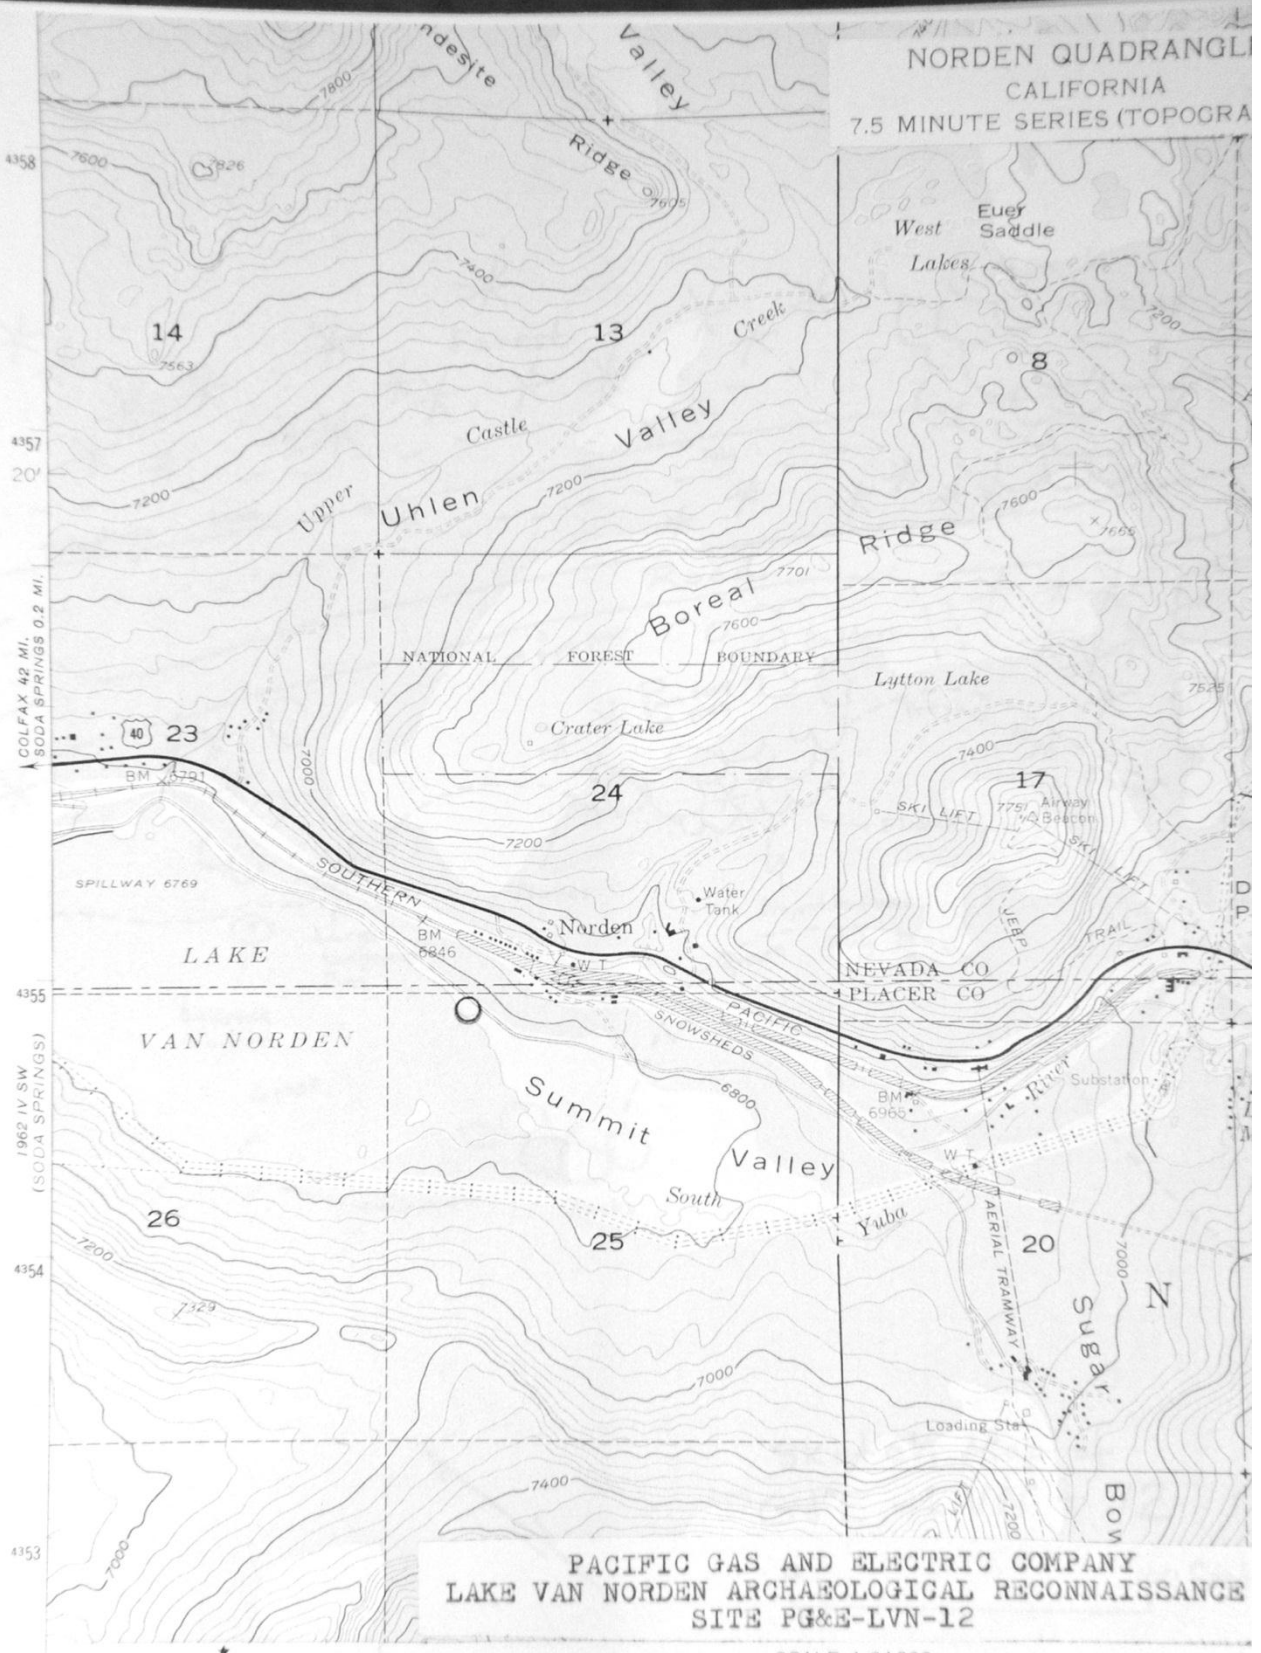 NORDEN QUADRANGL
CALIFORNIA
7.5 MINUTE SERIES (TOPOGRA
ndesite
Valley
7800
4358
7600
7826
Ridge
7605
West
Euer
Saddle
Lakes
7400
7200
14
7563
13
Creek
8
4357
20'
Castle
Valley
7200
Upper
Uhlen
7200
7600
7665
Ridge
7701
Boreal
7600
COLFAX 42 MI.
SODA SPRINGS 0.2 MI.
NATIONAL FOREST BOUNDARY
Lytton Lake
7525
40
23
Crater Lake
7000
7400
BM 6791
24
17
SKI LIFT
7751
Airway
Beacon
7200
SKI LIFT
SPILLWAY 6769
SOUTHERN
Water
Tank
D
P
Norden
BM
6846
JEEP
TRAIL
LAKE
W T
NEVADA CO
4355
PLACER CO
VAN NORDEN
PACIFIC
SNOWSHEDS
1962 IV SW
(SODA SPRINGS)
Summit
6800
River
Substation
BM
6965
Valley
W T
South
Yuba
26
25
AERIAL TRAMWAY
20
7200
4354
7000
N
7329
Sugar
7000
Loading Sta
7400
LIFT
7200
Bow
4353
7000
PACIFIC GAS AND ELECTRIC COMPANY
LAKE VAN NORDEN ARCHAEOLOGICAL RECONNAISSANCE
SITE PG&E-LVN-12